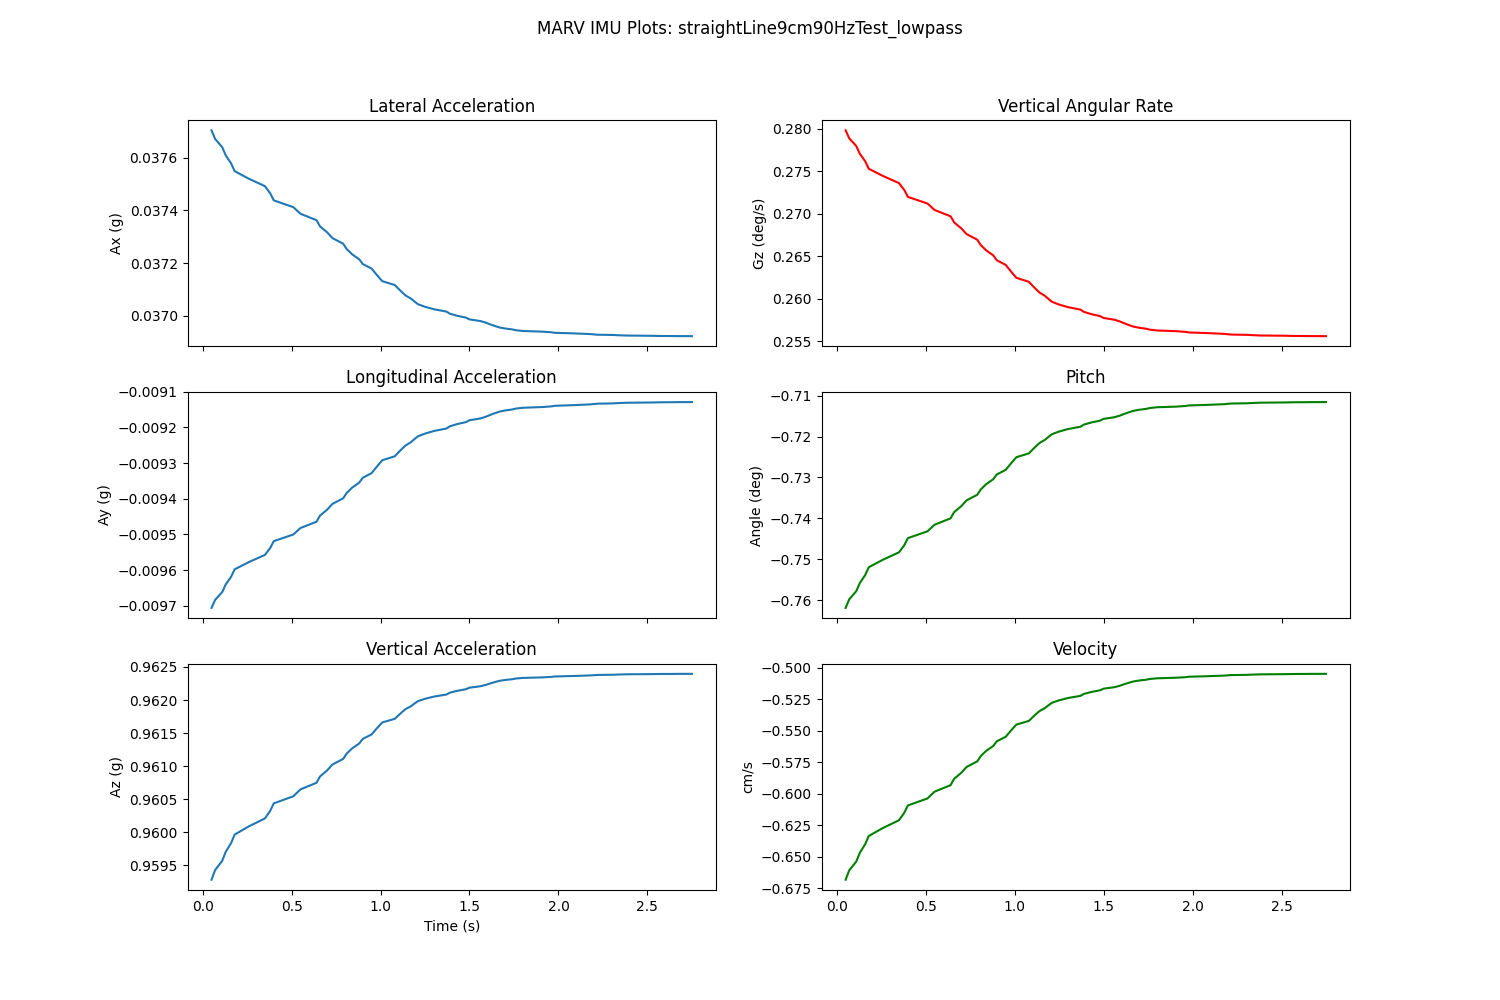 MARV IMU Plots: straightLine9cm90HzTest_lowpass
Lateral Acceleration
Ax (g)
0.0376
0.0374
0.0372
0.0370
Vertical Angular Rate
Gz (deg/s)
0.280
0.275
0.270
0.265
0.260
0.255
Longitudinal Acceleration
Ay (g)
−0.0091
−0.0092
−0.0093
−0.0094
−0.0095
−0.0096
−0.0097
Pitch
Angle (deg)
−0.71
−0.72
−0.73
−0.74
−0.75
−0.76
Vertical Acceleration
Az (g)
0.9625
0.9620
0.9615
0.9610
0.9605
0.9600
0.9595
0.0 0.5 1.0 1.5 2.0 2.5
Time (s)
Velocity
cm/s
−0.500
−0.525
−0.550
−0.575
−0.600
−0.625
−0.650
−0.675
0.0 0.5 1.0 1.5 2.0 2.5